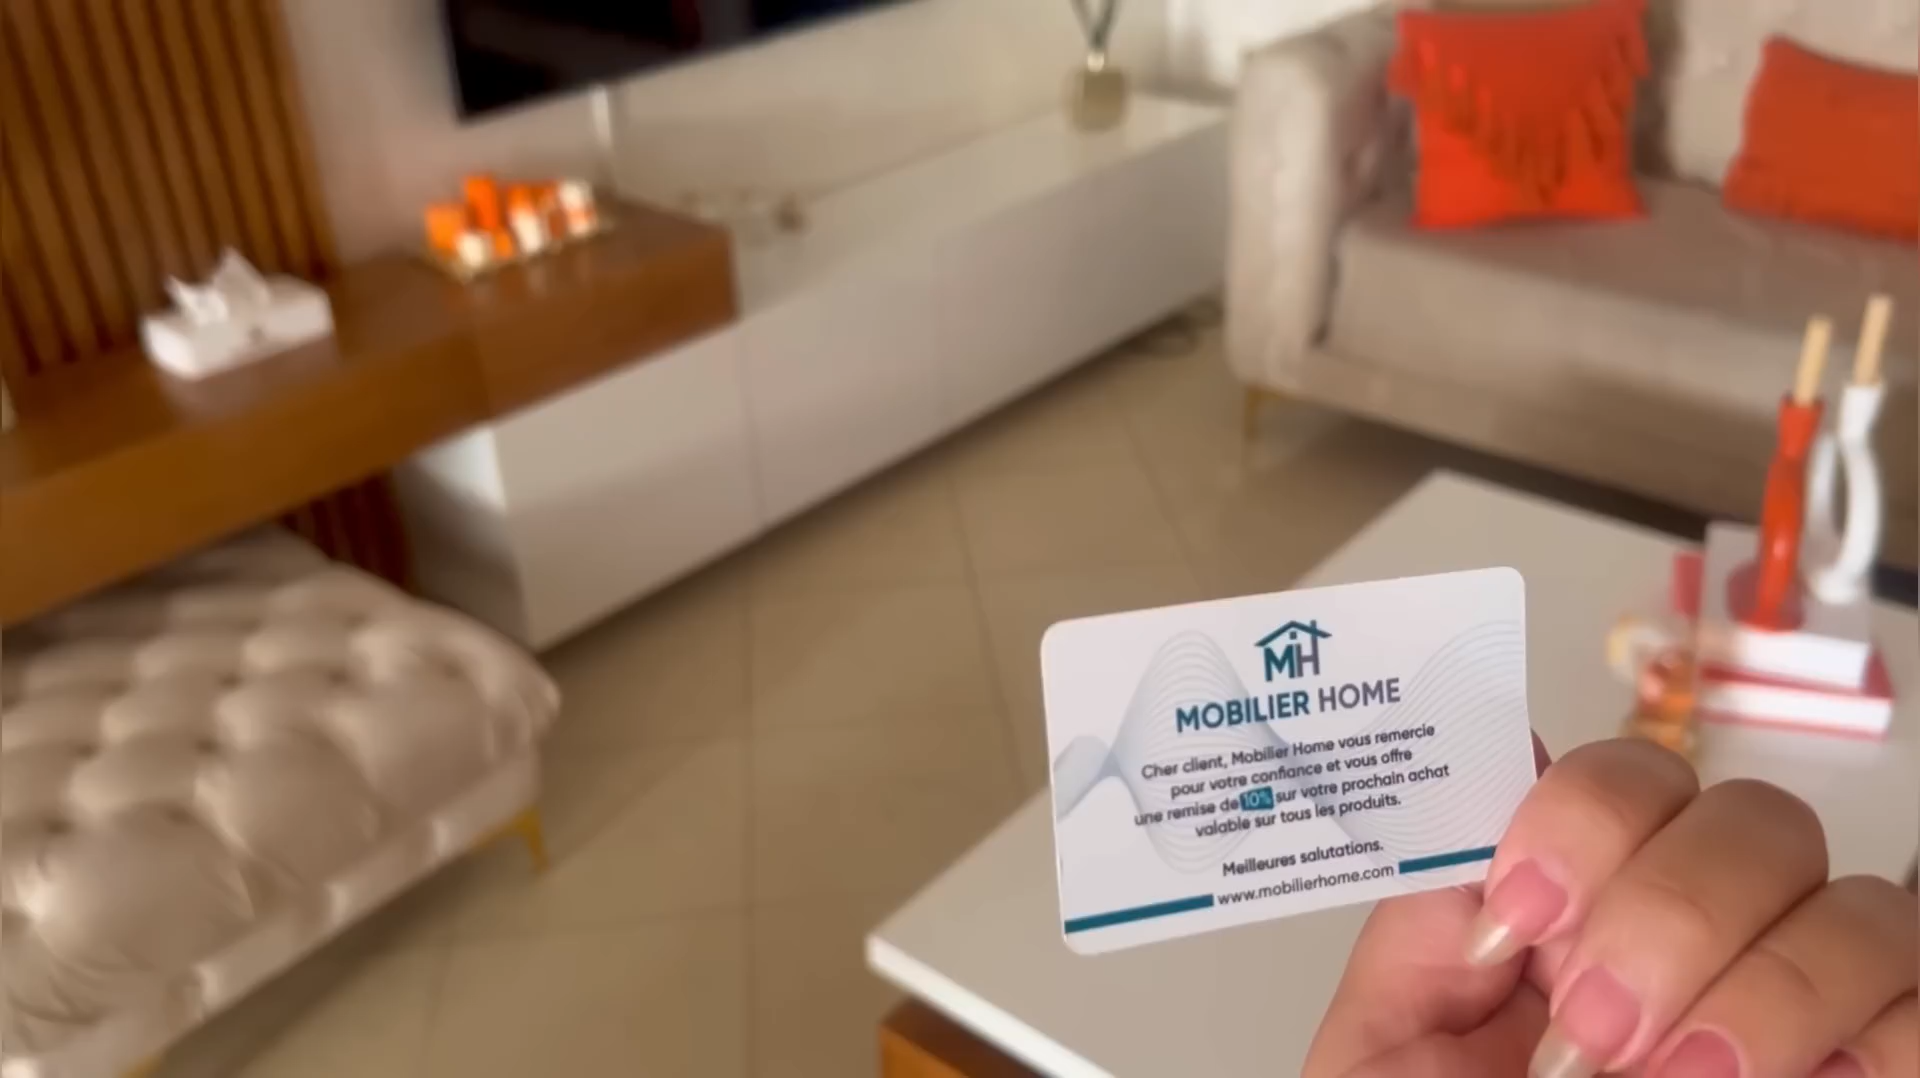 MH
MOBILIER HOME
Cher client, Mobilier Home vous remercie
pour votre confiance et vous offre
une remise de 10% sur votre prochain achat
valable sur tous les produits.
Meilleures salutations.
www.mobilierhome.com